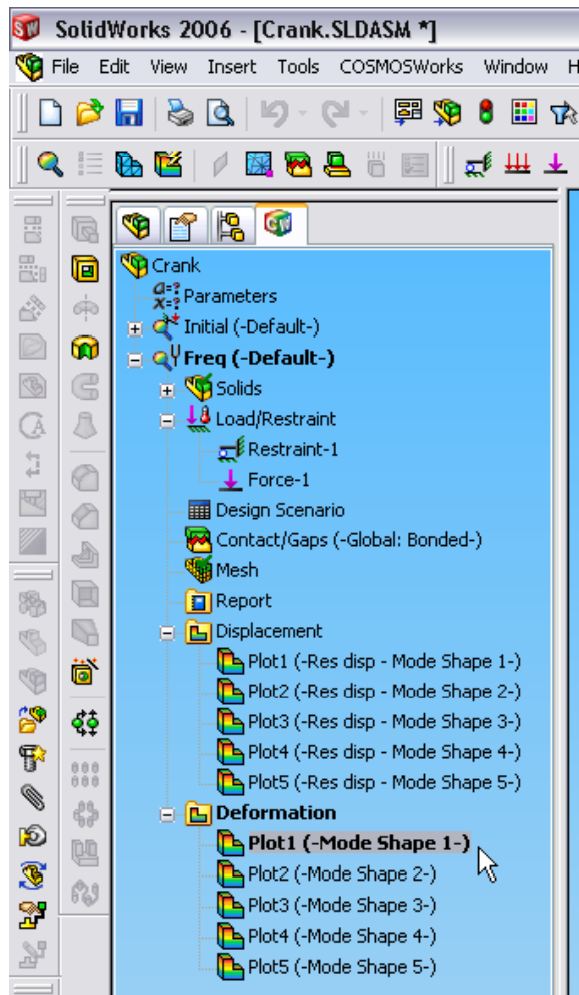 SolidWorks 2006 - [Crank.SLDASM *]
File Edit View Insert Tools COSMOSWorks Window H
Crank
Parameters
Initial (-Default-)
Freq (-Default-)
Solids
Load/Restraint
Restraint-1
Force-1
Design Scenario
Contact/Gaps (-Global: Bonded-)
Mesh
Report
Displacement
Plot1 (-Res disp - Mode Shape 1-)
Plot2 (-Res disp - Mode Shape 2-)
Plot3 (-Res disp - Mode Shape 3-)
Plot4 (-Res disp - Mode Shape 4-)
Plot5 (-Res disp - Mode Shape 5-)
Deformation
Plot1 (-Mode Shape 1-)
Plot2 (-Mode Shape 2-)
Plot3 (-Mode Shape 3-)
Plot4 (-Mode Shape 4-)
Plot5 (-Mode Shape 5-)